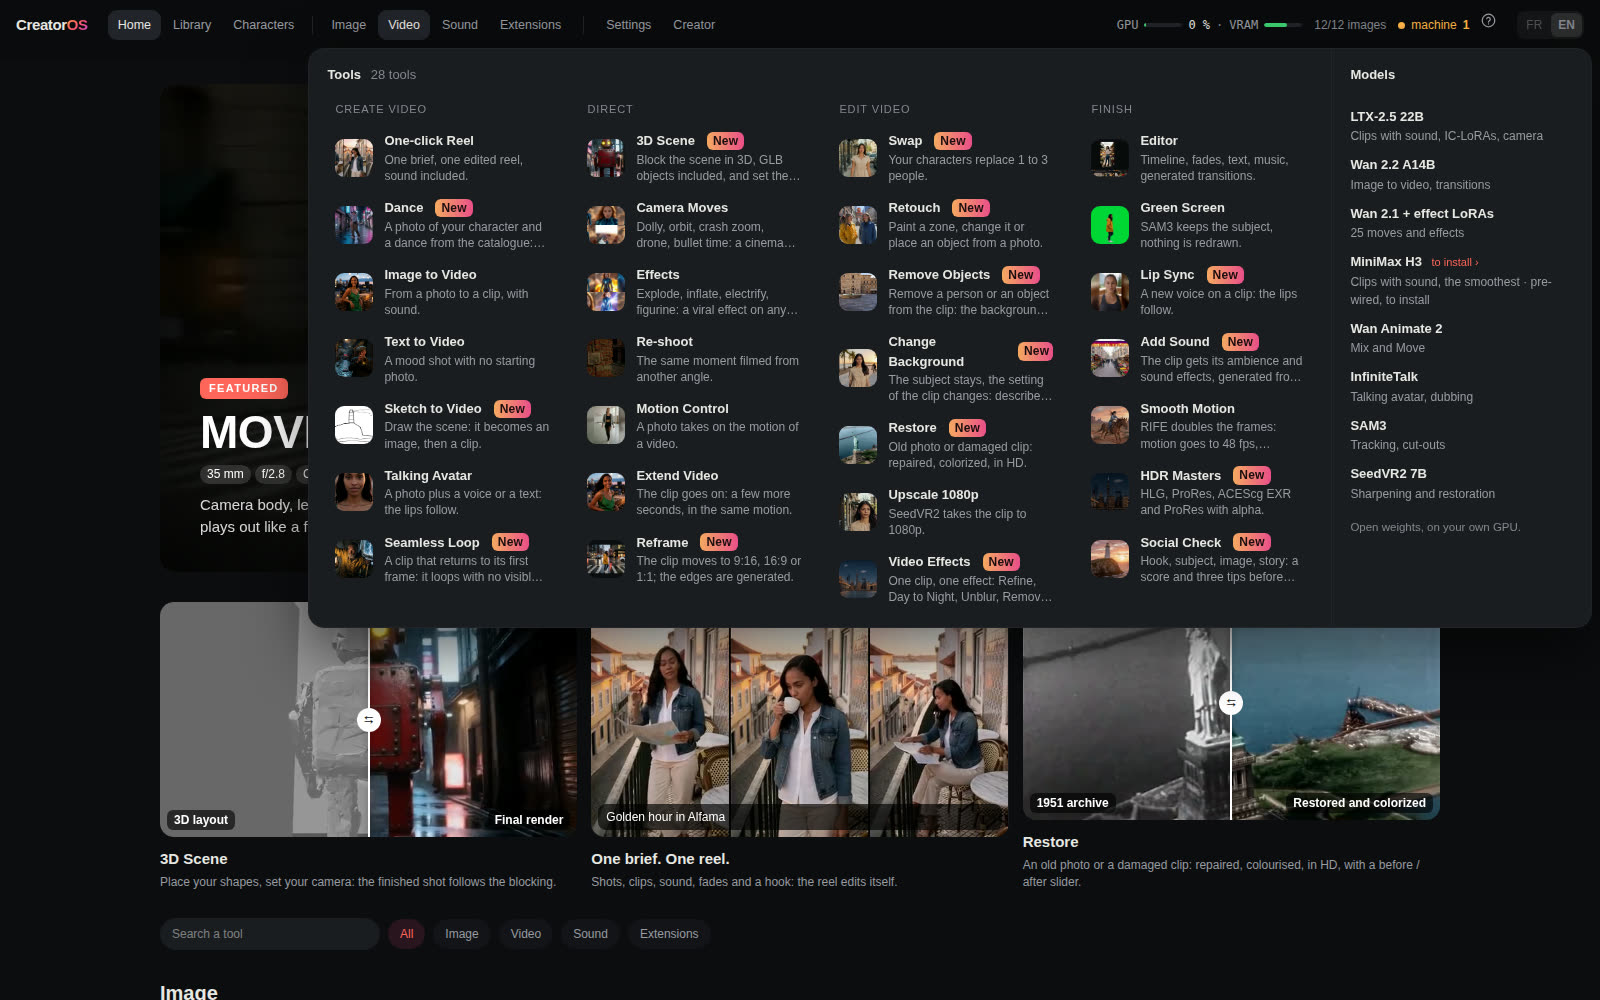 CreatorOS Home Library Characters Image Video Sound Extensions Settings Creator GPU 0 % · VRAM 12/12 images machine 1 FR EN
Tools 28 tools
CREATE VIDEO
One-click Reel
One brief, one edited reel,
sound included.
Dance New
A photo of your character and
a dance from the catalogue:…
Image to Video
From a photo to a clip, with
sound.
Text to Video
A mood shot with no starting
photo.
Sketch to Video New
Draw the scene: it becomes an
image, then a clip.
Talking Avatar
A photo plus a voice or a text:
the lips follow.
Seamless Loop New
A clip that returns to its first
frame: it loops with no visibl…
DIRECT
3D Scene New
Block the scene in 3D, GLB
objects included, and set the…
Camera Moves
Dolly, orbit, crash zoom,
drone, bullet time: a cinema…
Effects
Explode, inflate, electrify,
figurine: a viral effect on any…
Re-shoot
The same moment filmed from
another angle.
Motion Control
A photo takes on the motion of
a video.
Extend Video
The clip goes on: a few more
seconds, in the same motion.
Reframe New
The clip moves to 9:16, 16:9 or
1:1; the edges are generated.
EDIT VIDEO
Swap New
Your characters replace 1 to 3
people.
Retouch New
Paint a zone, change it or
place an object from a photo.
Remove Objects New
Remove a person or an object
from the clip: the backgroun…
Change
Background New
The subject stays, the setting
of the clip changes: describe…
Restore New
Old photo or damaged clip:
repaired, colorized, in HD.
Upscale 1080p
SeedVR2 takes the clip to
1080p.
Video Effects New
One clip, one effect: Refine,
Day to Night, Unblur, Remov…
FINISH
Editor
Timeline, fades, text, music,
generated transitions.
Green Screen
SAM3 keeps the subject,
nothing is redrawn.
Lip Sync New
A new voice on a clip: the lips
follow.
Add Sound New
The clip gets its ambience and
sound effects, generated fro…
Smooth Motion
RIFE doubles the frames:
motion goes to 48 fps,…
HDR Masters New
HLG, ProRes, ACEScg EXR
and ProRes with alpha.
Social Check New
Hook, subject, image, story: a
score and three tips before…
Models
LTX-2.5 22B
Clips with sound, IC-LoRAs, camera
Wan 2.2 A14B
Image to video, transitions
Wan 2.1 + effect LoRAs
25 moves and effects
MiniMax H3 to install ›
Clips with sound, the smoothest · pre-
wired, to install
Wan Animate 2
Mix and Move
InfiniteTalk
Talking avatar, dubbing
SAM3
Tracking, cut-outs
SeedVR2 7B
Sharpening and restoration
Open weights, on your own GPU.
FEATURED
MOV
35 mm f/2.8
Camera body, le
plays out like a f
3D layout Final render
3D Scene
Place your shapes, set your camera: the finished shot follows the blocking.
Golden hour in Alfama
One brief. One reel.
Shots, clips, sound, fades and a hook: the reel edits itself.
1951 archive Restored and colorized
Restore
An old photo or a damaged clip: repaired, colourised, in HD, with a before /
after slider.
Search a tool All Image Video Sound Extensions
Image